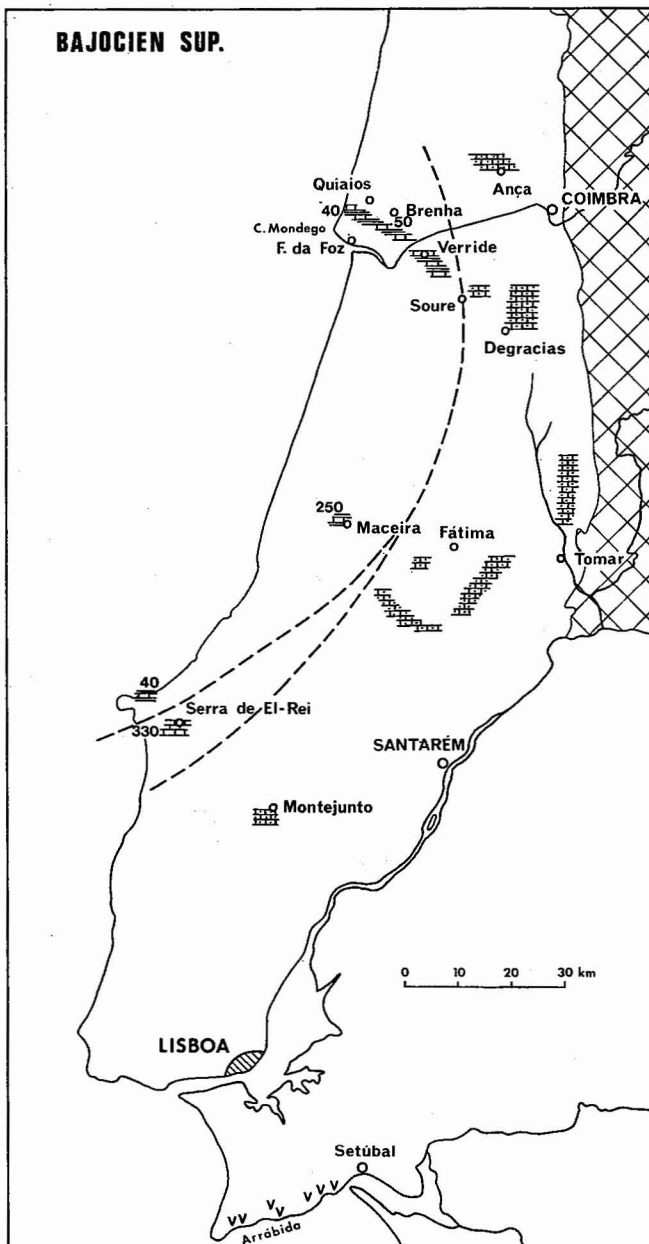 BAJOCIEN SUP.
Quiaios
Ança
40
Brenha
COIMBRA
50
C. Mondego
F. da Foz
Verride
Soure
Degracias
250
Maceira
Fátima
Tomar
40
Serra de El-Rei
330
SANTARÉM
Montejunto
0 10 20 30 km
LISBOA
Setúbal
V V V V V V V
Arrábida